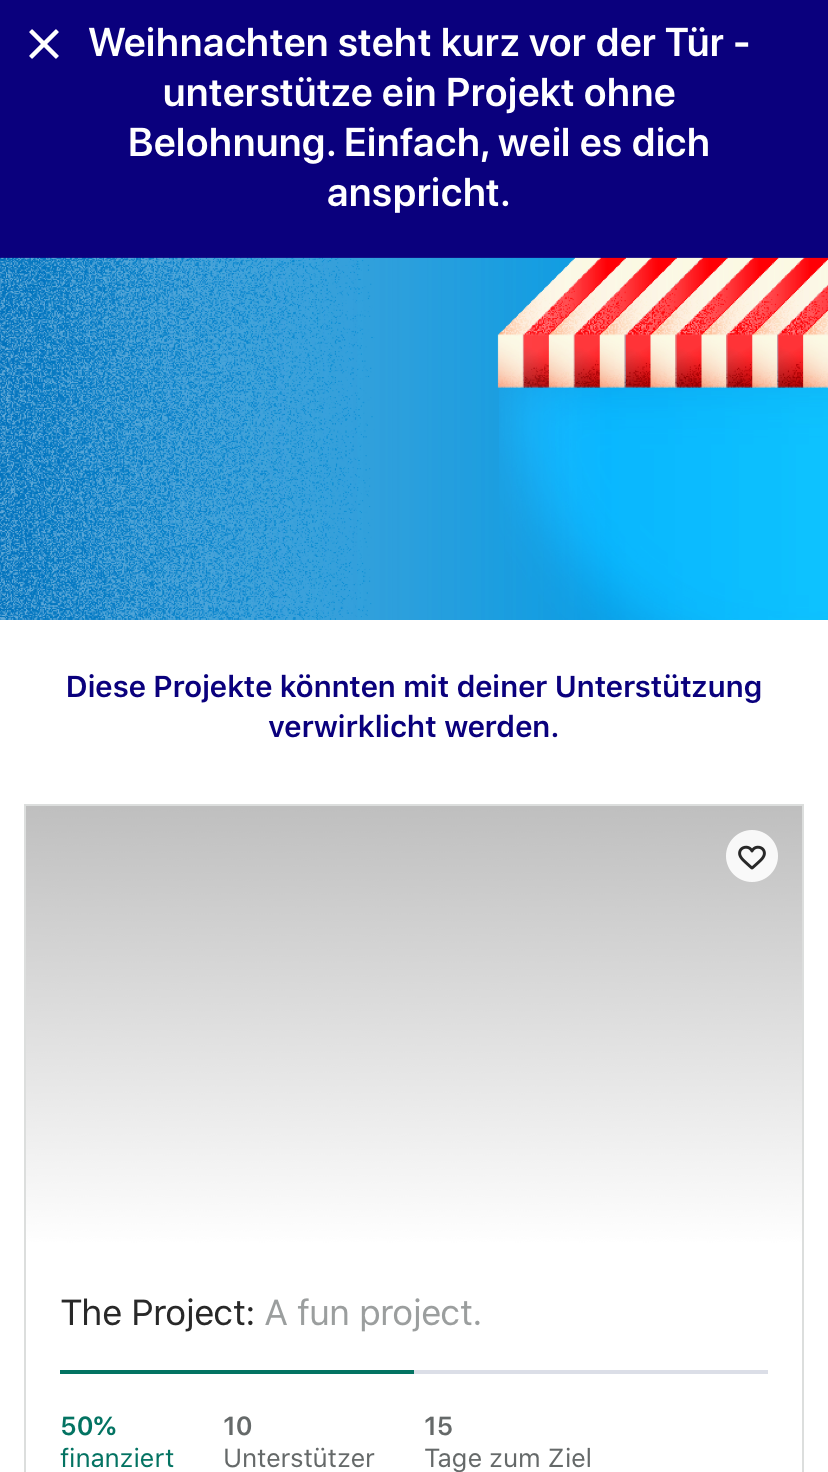 Weihnachten steht kurz vor der Tür -
unterstütze ein Projekt ohne
Belohnung. Einfach, weil es dich
anspricht.
Diese Projekte könnten mit deiner Unterstützung
verwirklicht werden.
The Project: A fun project.
50%
finanziert
10
Unterstützer
15
Tage zum Ziel